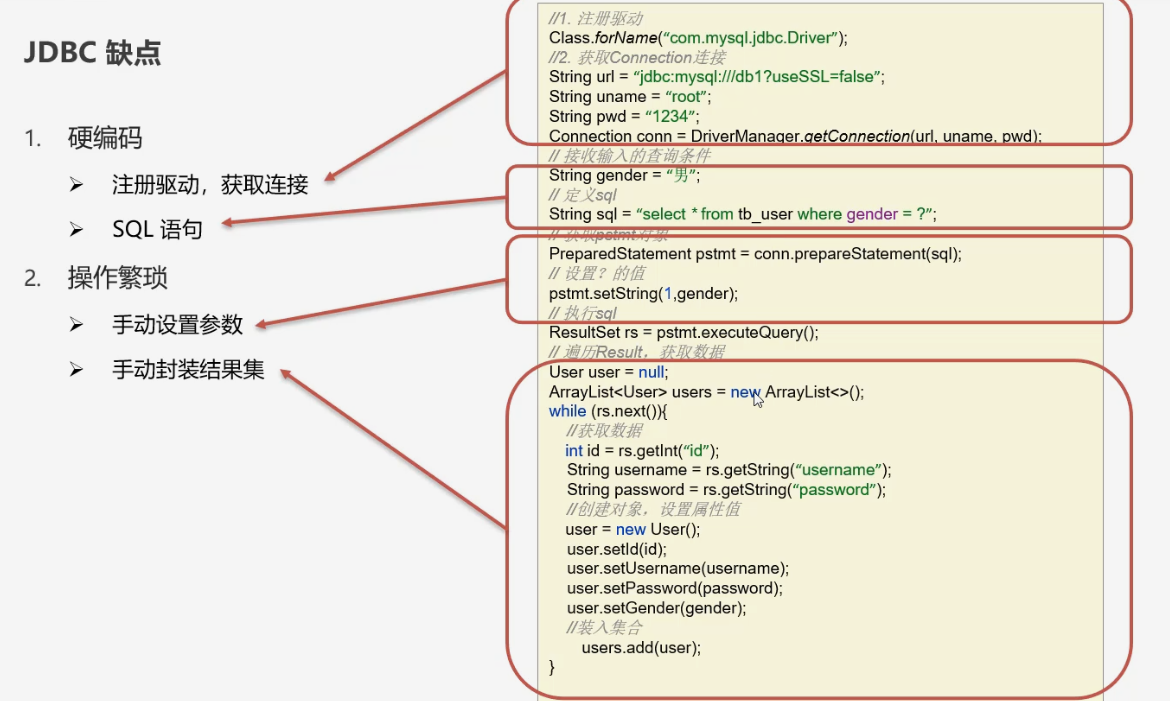 JDBC 缺点
1. 硬编码
➢ 注册驱动，获取连接
➢ SQL 语句
2. 操作繁琐
➢ 手动设置参数
➢ 手动封装结果集
//1. 注册驱动
Class.forName(“com.mysql.jdbc.Driver”);
//2. 获取Connection连接
String url = “jdbc:mysql:///db1?useSSL=false”;
String uname = “root”;
String pwd = “1234”;
Connection conn = DriverManager.getConnection(url, uname, pwd);
// 接收输入的查询条件
String gender = “男”;
// 定义sql
String sql = “select * from tb_user where gender = ?”;
// 获取pstmt对象
PreparedStatement pstmt = conn.prepareStatement(sql);
// 设置？的值
pstmt.setString(1,gender);
// 执行sql
ResultSet rs = pstmt.executeQuery();
// 遍历Result，获取数据
User user = null;
ArrayList<User> users = new ArrayList<>();
while (rs.next()){
//获取数据
int id = rs.getInt(“id”);
String username = rs.getString(“username”);
String password = rs.getString(“password”);
//创建对象，设置属性值
user = new User();
user.setId(id);
user.setUsername(username);
user.setPassword(password);
user.setGender(gender);
//装入集合
users.add(user);
}